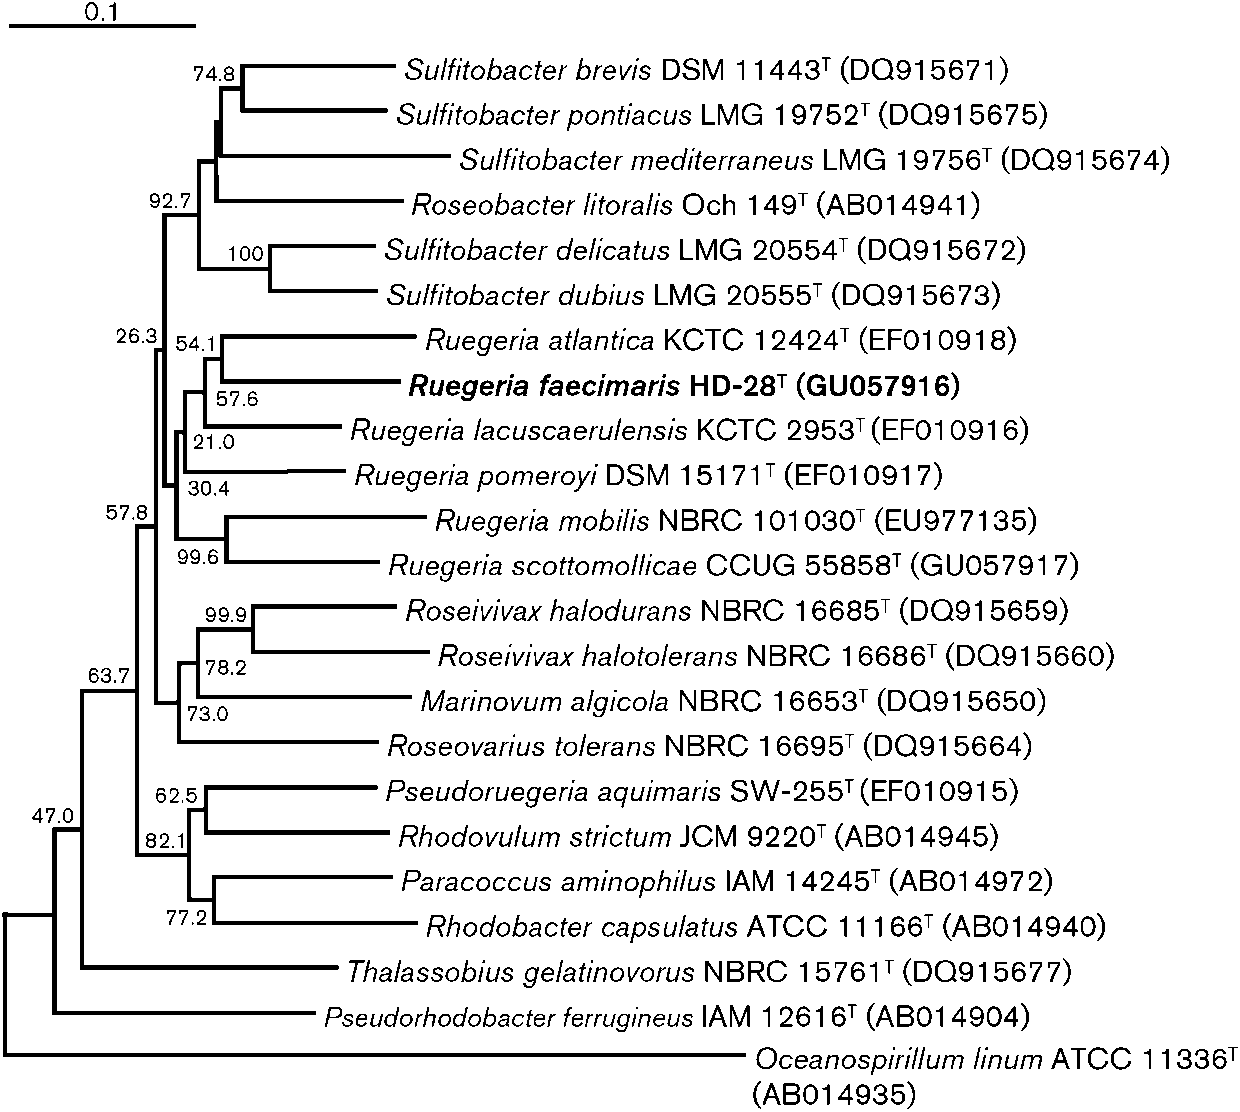 0.1
74.8
Sulfitobacter brevis DSM 11443ᵀ (DQ915671)
Sulfitobacter pontiacus LMG 19752ᵀ (DQ915675)
Sulfitobacter mediterraneus LMG 19756ᵀ (DQ915674)
92.7
Roseobacter litoralis Och 149ᵀ (AB014941)
100
Sulfitobacter delicatus LMG 20554ᵀ (DQ915672)
Sulfitobacter dubius LMG 20555ᵀ (DQ915673)
26.3
54.1
Ruegeria atlantica KCTC 12424ᵀ (EF010918)
Ruegeria faecimaris HD-28ᵀ (GU057916)
57.6
Ruegeria lacuscaerulensis KCTC 2953ᵀ (EF010916)
21.0
Ruegeria pomeroyi DSM 15171ᵀ (EF010917)
30.4
57.8
Ruegeria mobilis NBRC 101030ᵀ (EU977135)
99.6
Ruegeria scottomollicae CCUG 55858ᵀ (GU057917)
99.9
Roseivivax halodurans NBRC 16685ᵀ (DQ915659)
Roseivivax halotolerans NBRC 16686ᵀ (DQ915660)
78.2
63.7
Marinovum algicola NBRC 16653ᵀ (DQ915650)
73.0
Roseovarius tolerans NBRC 16695ᵀ (DQ915664)
62.5
Pseudoruegeria aquimaris SW-255ᵀ (EF010915)
47.0
82.1
Rhodovulum strictum JCM 9220ᵀ (AB014945)
Paracoccus aminophilus IAM 14245ᵀ (AB014972)
77.2
Rhodobacter capsulatus ATCC 11166ᵀ (AB014940)
Thalassobius gelatinovorus NBRC 15761ᵀ (DQ915677)
Pseudorhodobacter ferrugineus IAM 12616ᵀ (AB014904)
Oceanospirillum linum ATCC 11336ᵀ
(AB014935)